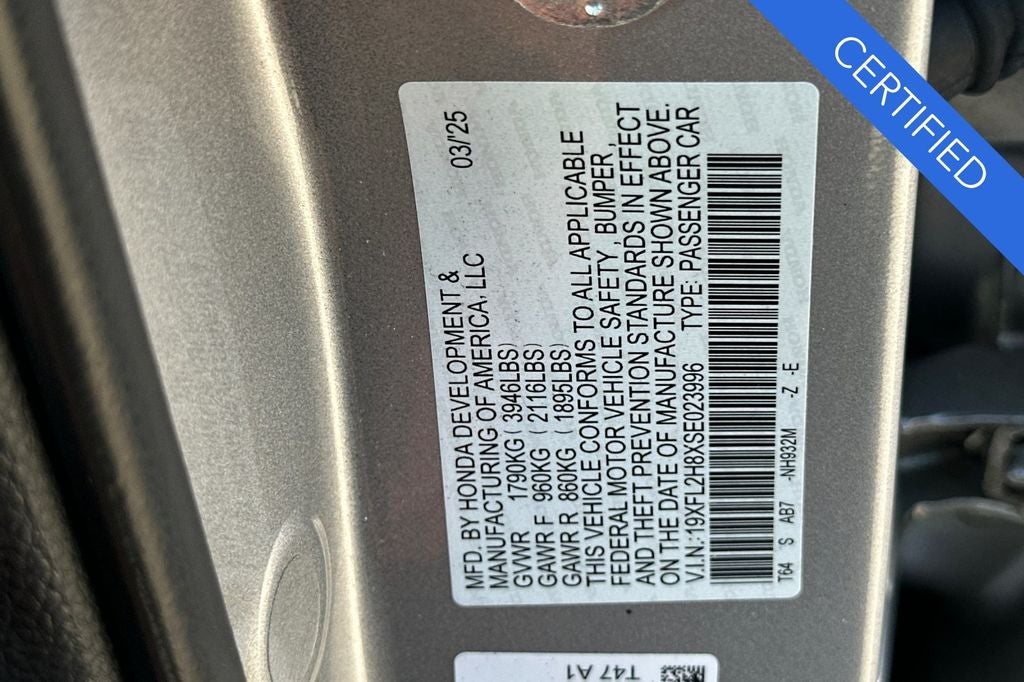 CERTIFIED
MFD. BY HONDA DEVELOPMENT & 03/'25
MANUFACTURING OF AMERICA, LLC
GVWR 1790KG ( 3946LBS)
GAWR F 960KG ( 2116LBS)
GAWR R 860KG ( 1895LBS)
THIS VEHICLE CONFORMS TO ALL APPLICABLE
FEDERAL MOTOR VEHICLE SAFETY, BUMPER ,
AND THEFT PREVENTION STANDARDS IN EFFECT
ON THE DATE OF MANUFACTURE SHOWN ABOVE.
V.I.N.:19XFL2H8XSE023996 TYPE: PASSENGER CAR
T64 S AB7 -NH932M -Z -E
T47 A1